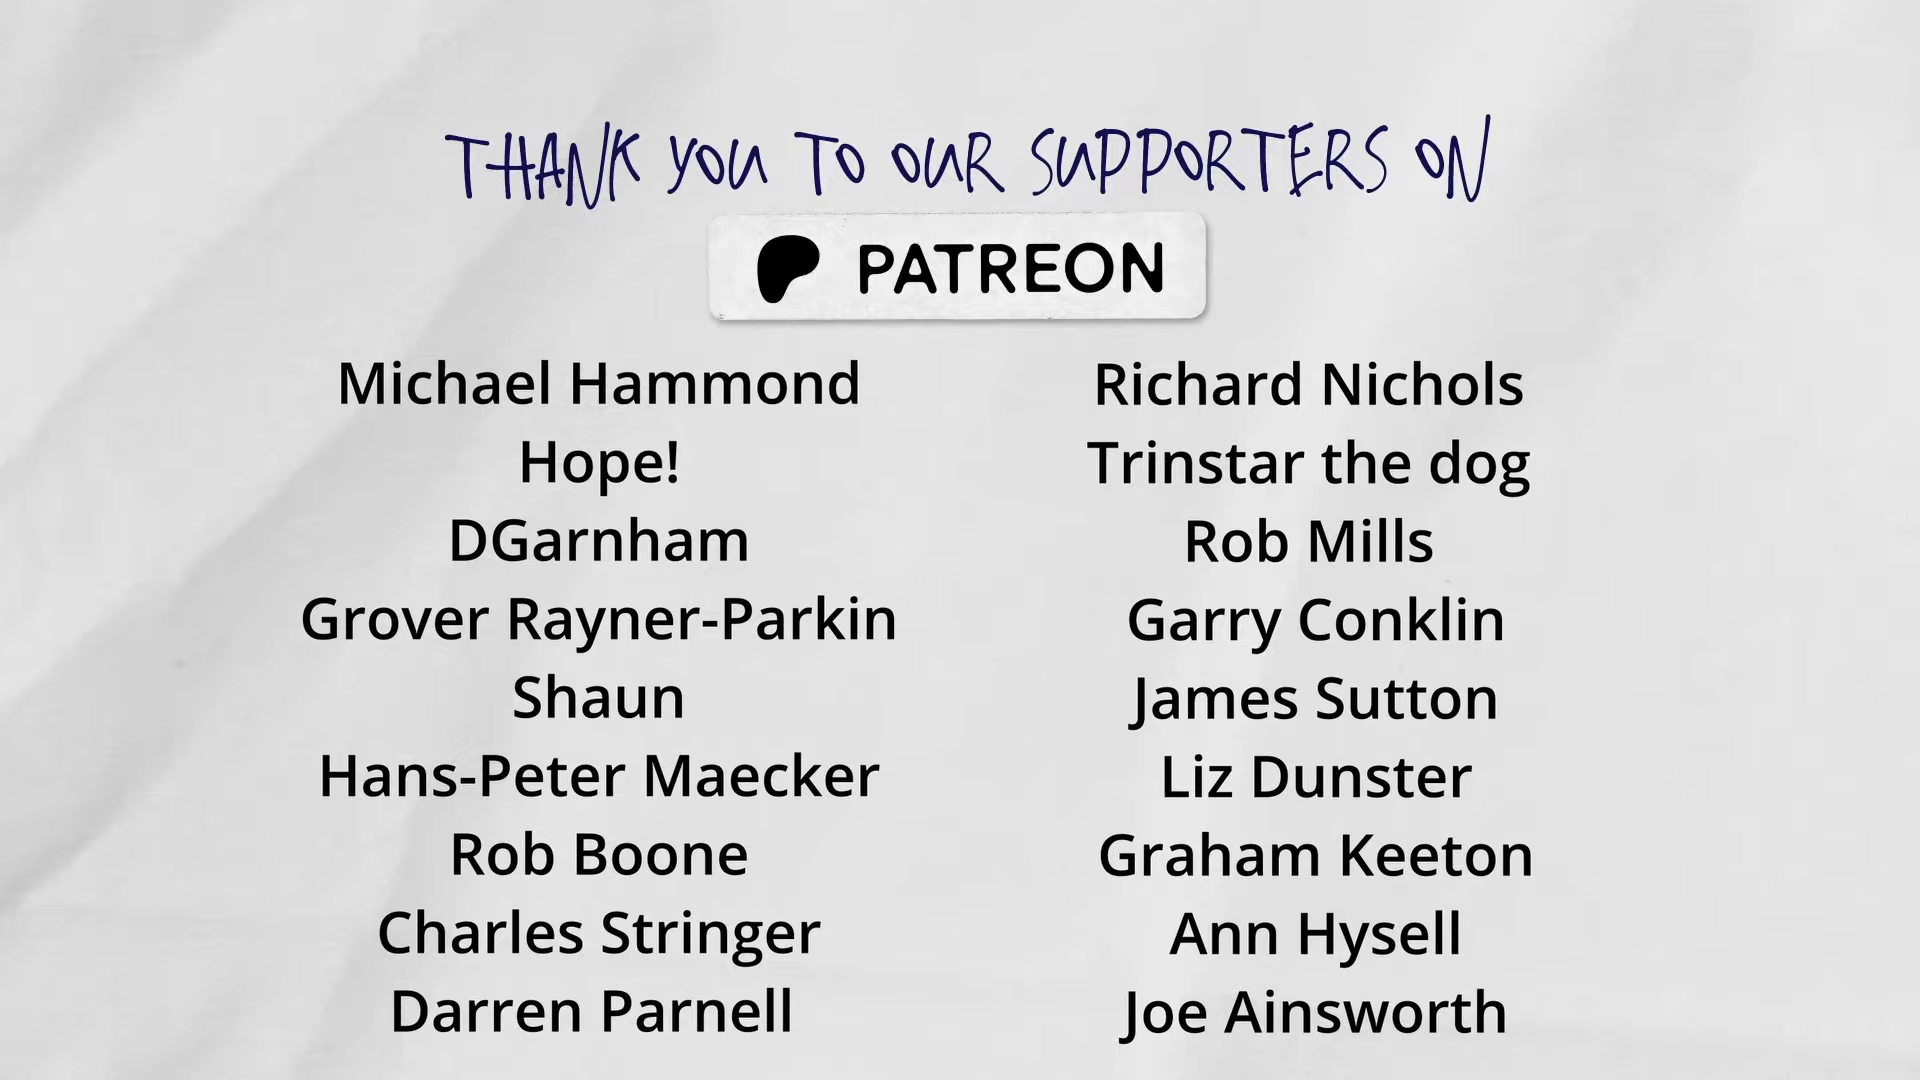 THANK YOU TO OUR SUPPORTERS ON
PATREON
Michael Hammond
Hope!
DGarnham
Grover Rayner-Parkin
Shaun
Hans-Peter Maecker
Rob Boone
Charles Stringer
Darren Parnell
Richard Nichols
Trinstar the dog
Rob Mills
Garry Conklin
James Sutton
Liz Dunster
Graham Keeton
Ann Hysell
Joe Ainsworth